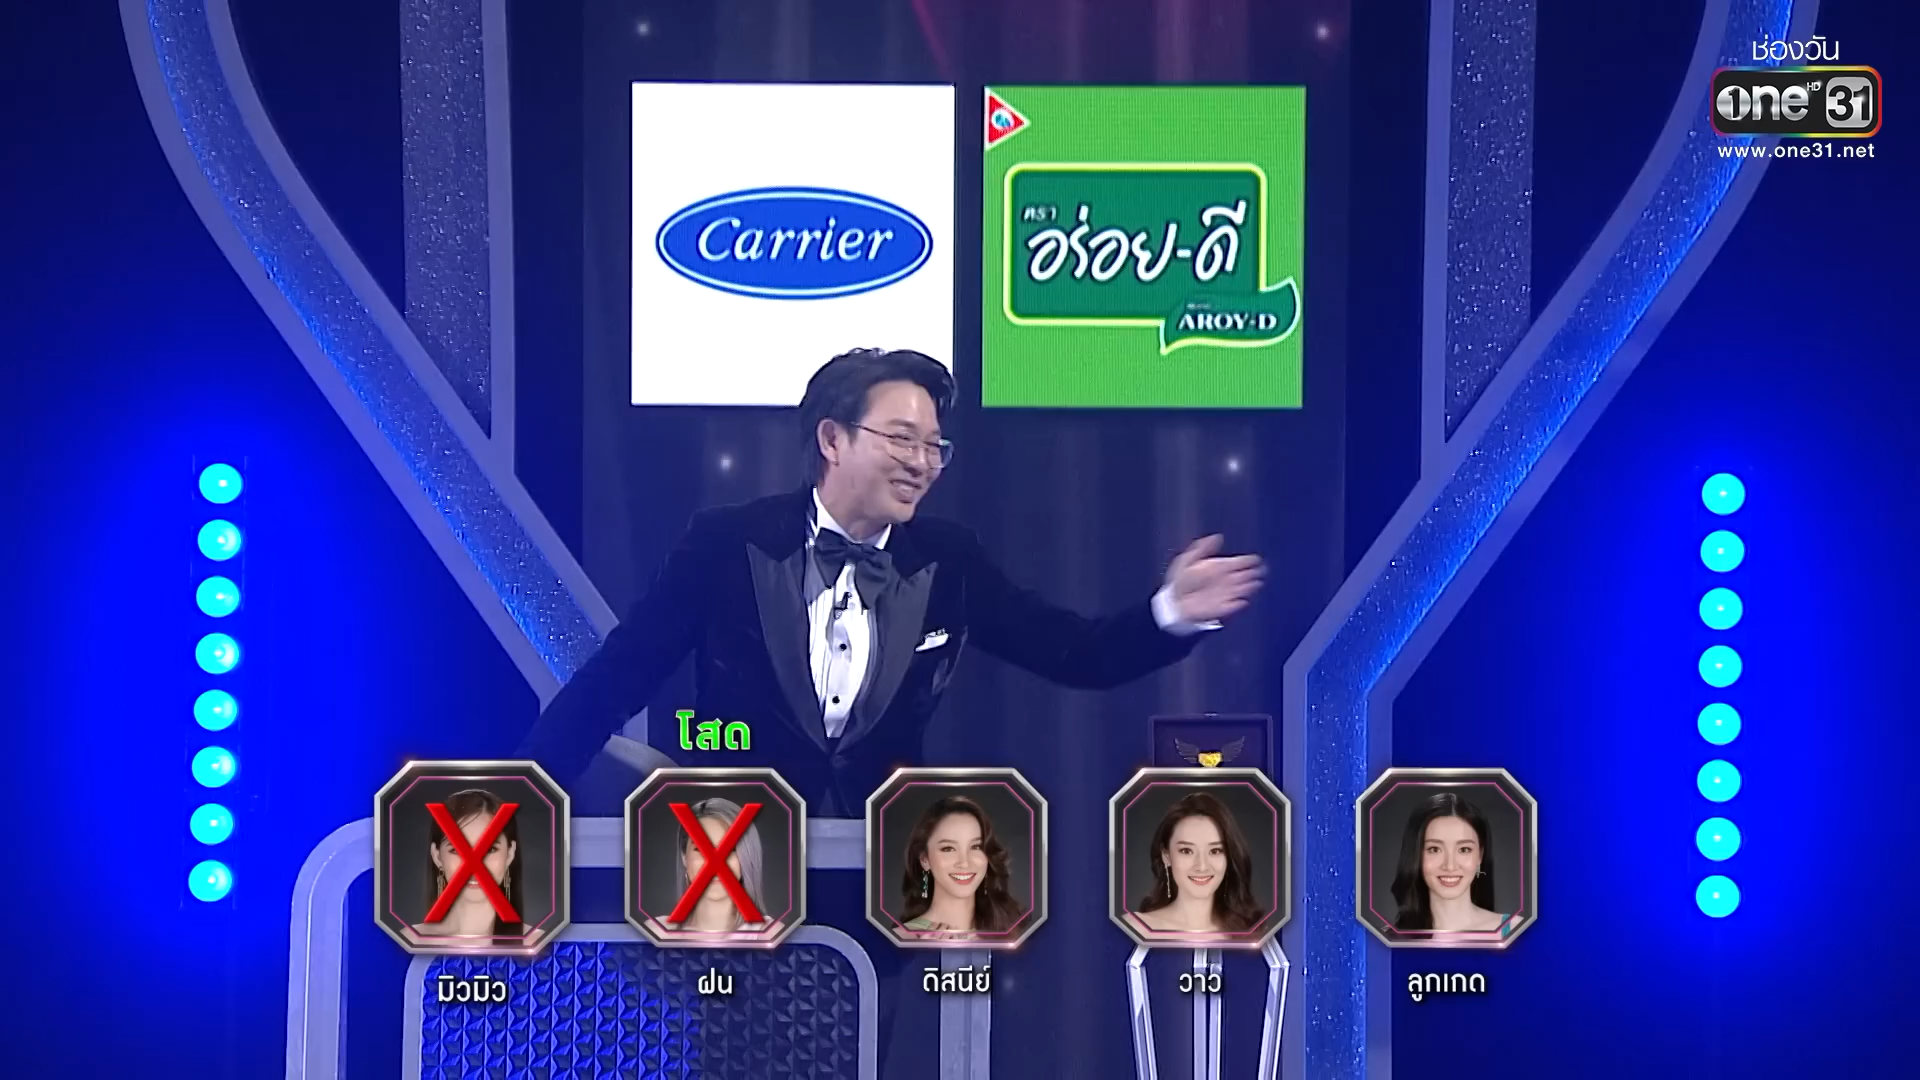 ช่องวัน
one HD 31
www.one31.net
Carrier
ตรา
อร่อย-ดี
AROY-D
โสด
มิวมิว
ฝน
ดิสนีย์
วาว
ลูกเกด